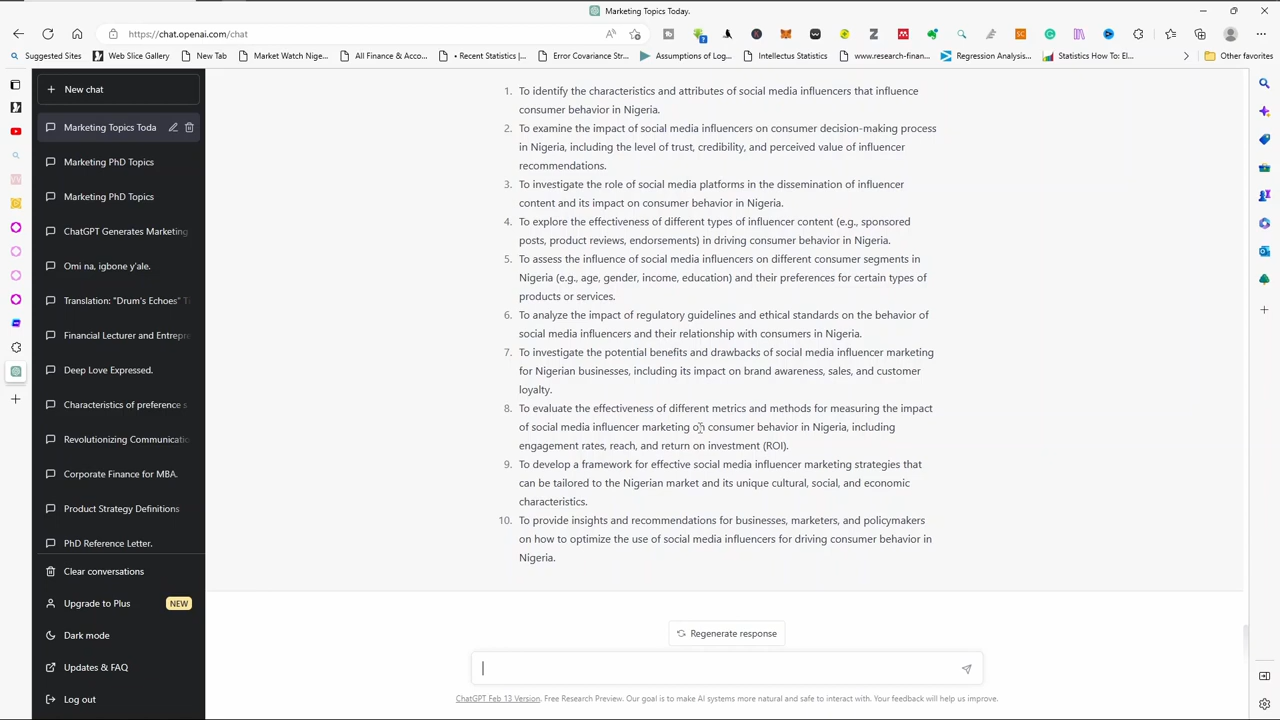 Marketing Topics Today.
https://chat.openai.com/chat
Suggested Sites
Web Slice Gallery
New Tab
Market Watch Nige...
All Finance & Acco...
• Recent Statistics |...
Error Covariance Str...
Assumptions of Log...
Intellectus Statistics
www.research-finan...
Regression Analysis...
Statistics How To: El...
Other favorites
New chat
Marketing Topics Toda
Marketing PhD Topics
Marketing PhD Topics
ChatGPT Generates Marketing
Omi na, igbone y'ale.
Translation: "Drum's Echoes" T
Financial Lecturer and Entrepre
Deep Love Expressed.
Characteristics of preference s
Revolutionizing Communicatio
Corporate Finance for MBA.
Product Strategy Definitions
PhD Reference Letter.
Clear conversations
Upgrade to Plus NEW
Dark mode
Updates & FAQ
Log out
1. To identify the characteristics and attributes of social media influencers that influence
consumer behavior in Nigeria.
2. To examine the impact of social media influencers on consumer decision-making process
in Nigeria, including the level of trust, credibility, and perceived value of influencer
recommendations.
3. To investigate the role of social media platforms in the dissemination of influencer
content and its impact on consumer behavior in Nigeria.
4. To explore the effectiveness of different types of influencer content (e.g., sponsored
posts, product reviews, endorsements) in driving consumer behavior in Nigeria.
5. To assess the influence of social media influencers on different consumer segments in
Nigeria (e.g., age, gender, income, education) and their preferences for certain types of
products or services.
6. To analyze the impact of regulatory guidelines and ethical standards on the behavior of
social media influencers and their relationship with consumers in Nigeria.
7. To investigate the potential benefits and drawbacks of social media influencer marketing
for Nigerian businesses, including its impact on brand awareness, sales, and customer
loyalty.
8. To evaluate the effectiveness of different metrics and methods for measuring the impact
of social media influencer marketing on consumer behavior in Nigeria, including
engagement rates, reach, and return on investment (ROI).
9. To develop a framework for effective social media influencer marketing strategies that
can be tailored to the Nigerian market and its unique cultural, social, and economic
characteristics.
10. To provide insights and recommendations for businesses, marketers, and policymakers
on how to optimize the use of social media influencers for driving consumer behavior in
Nigeria.
Regenerate response
ChatGPT Feb 13 Version. Free Research Preview. Our goal is to make AI systems more natural and safe to interact with. Your feedback will help us improve.